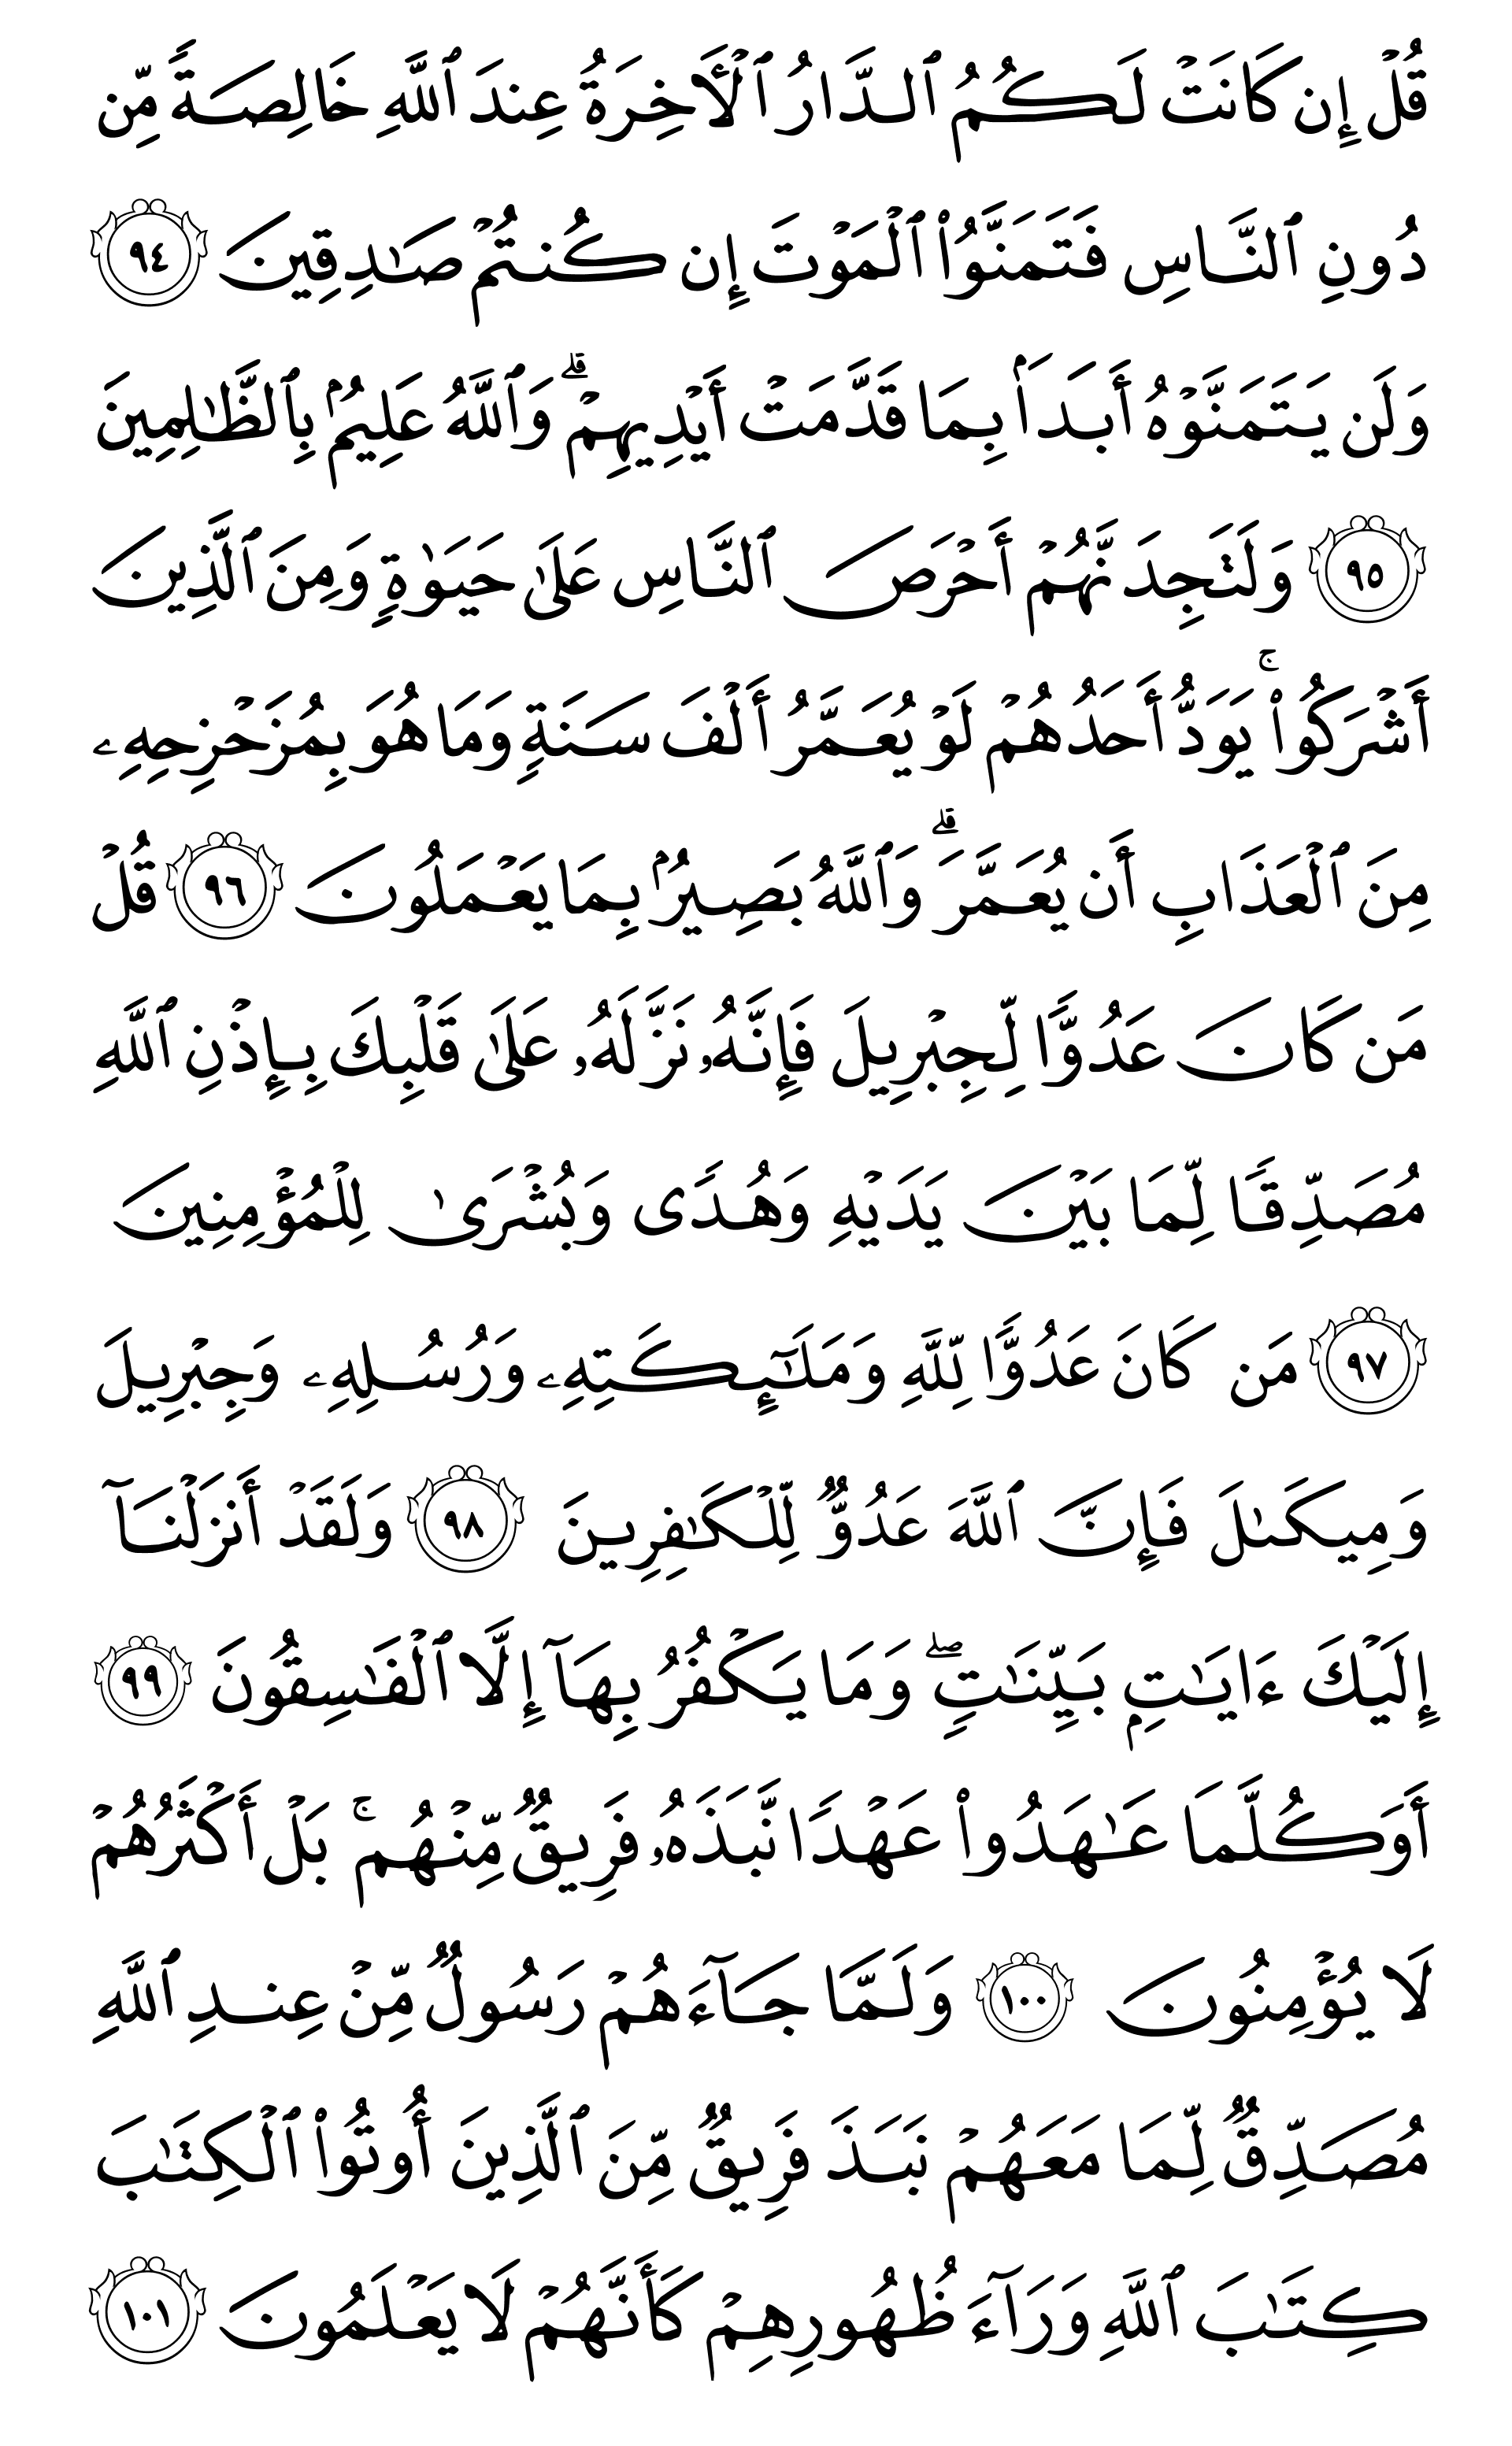 قُلْ إِن كَانَتْ لَكُمُ ٱلدَّارُ ٱلْأَخِرَةُ عِندَ ٱللَّهِ خَالِصَةً مِّن
دُونِ ٱلنَّاسِ فَتَمَنَّوُا۟ ٱلْمَوْتَ إِن كُنتُمْ صَـٰدِقِينَ ٩٤
وَلَن يَتَمَنَّوْهُ أَبَدَۢا بِمَا قَدَّمَتْ أَيْدِيهِمْ ۗ وَٱللَّهُ عَلِيمُۢ بِٱلظَّـٰلِمِينَ
٩٥ وَلَتَجِدَنَّهُمْ أَحْرَصَ ٱلنَّاسِ عَلَىٰ حَيَوٰةٍ وَمِنَ ٱلَّذِينَ
أَشْرَكُوا۟ ۚ يَوَدُّ أَحَدُهُمْ لَوْ يُعَمَّرُ أَلْفَ سَنَةٍ وَمَا هُوَ بِمُزَحْزِحِهِۦ
مِنَ ٱلْعَذَابِ أَن يُعَمَّرَ ۗ وَٱللَّهُ بَصِيرُۢ بِمَا يَعْمَلُونَ ٩٦ قُلْ
مَن كَانَ عَدُوًّا لِّجِبْرِيلَ فَإِنَّهُۥ نَزَّلَهُۥ عَلَىٰ قَلْبِكَ بِإِذْنِ ٱللَّهِ
مُصَدِّقًا لِّمَا بَيْنَ يَدَيْهِ وَهُدًى وَبُشْرَىٰ لِلْمُؤْمِنِينَ
٩٧ مَن كَانَ عَدُوًّا لِّلَّهِ وَمَلَـٰٓئِكَتِهِۦ وَرُسُلِهِۦ وَجِبْرِيلَ
وَمِيكَىٰلَ فَإِنَّ ٱللَّهَ عَدُوٌّ لِّلْكَـٰفِرِينَ ٩٨ وَلَقَدْ أَنزَلْنَآ
إِلَيْكَ ءَايَـٰتٍۭ بَيِّنَـٰتٍ ۖ وَمَا يَكْفُرُ بِهَآ إِلَّا ٱلْفَـٰسِقُونَ ٩٩
أَوَكُلَّمَا عَـٰهَدُوا۟ عَهْدًا نَّبَذَهُۥ فَرِيقٌ مِّنْهُم ۚ بَلْ أَكْثَرُهُمْ
لَا يُؤْمِنُونَ ١٠٠ وَلَمَّا جَآءَهُمْ رَسُولٌ مِّنْ عِندِ ٱللَّهِ
مُصَدِّقٌ لِّمَا مَعَهُمْ نَبَذَ فَرِيقٌ مِّنَ ٱلَّذِينَ أُوتُوا۟ ٱلْكِتَـٰبَ
كِتَـٰبَ ٱللَّهِ وَرَآءَ ظُهُورِهِمْ كَأَنَّهُمْ لَا يَعْلَمُونَ ١٠١